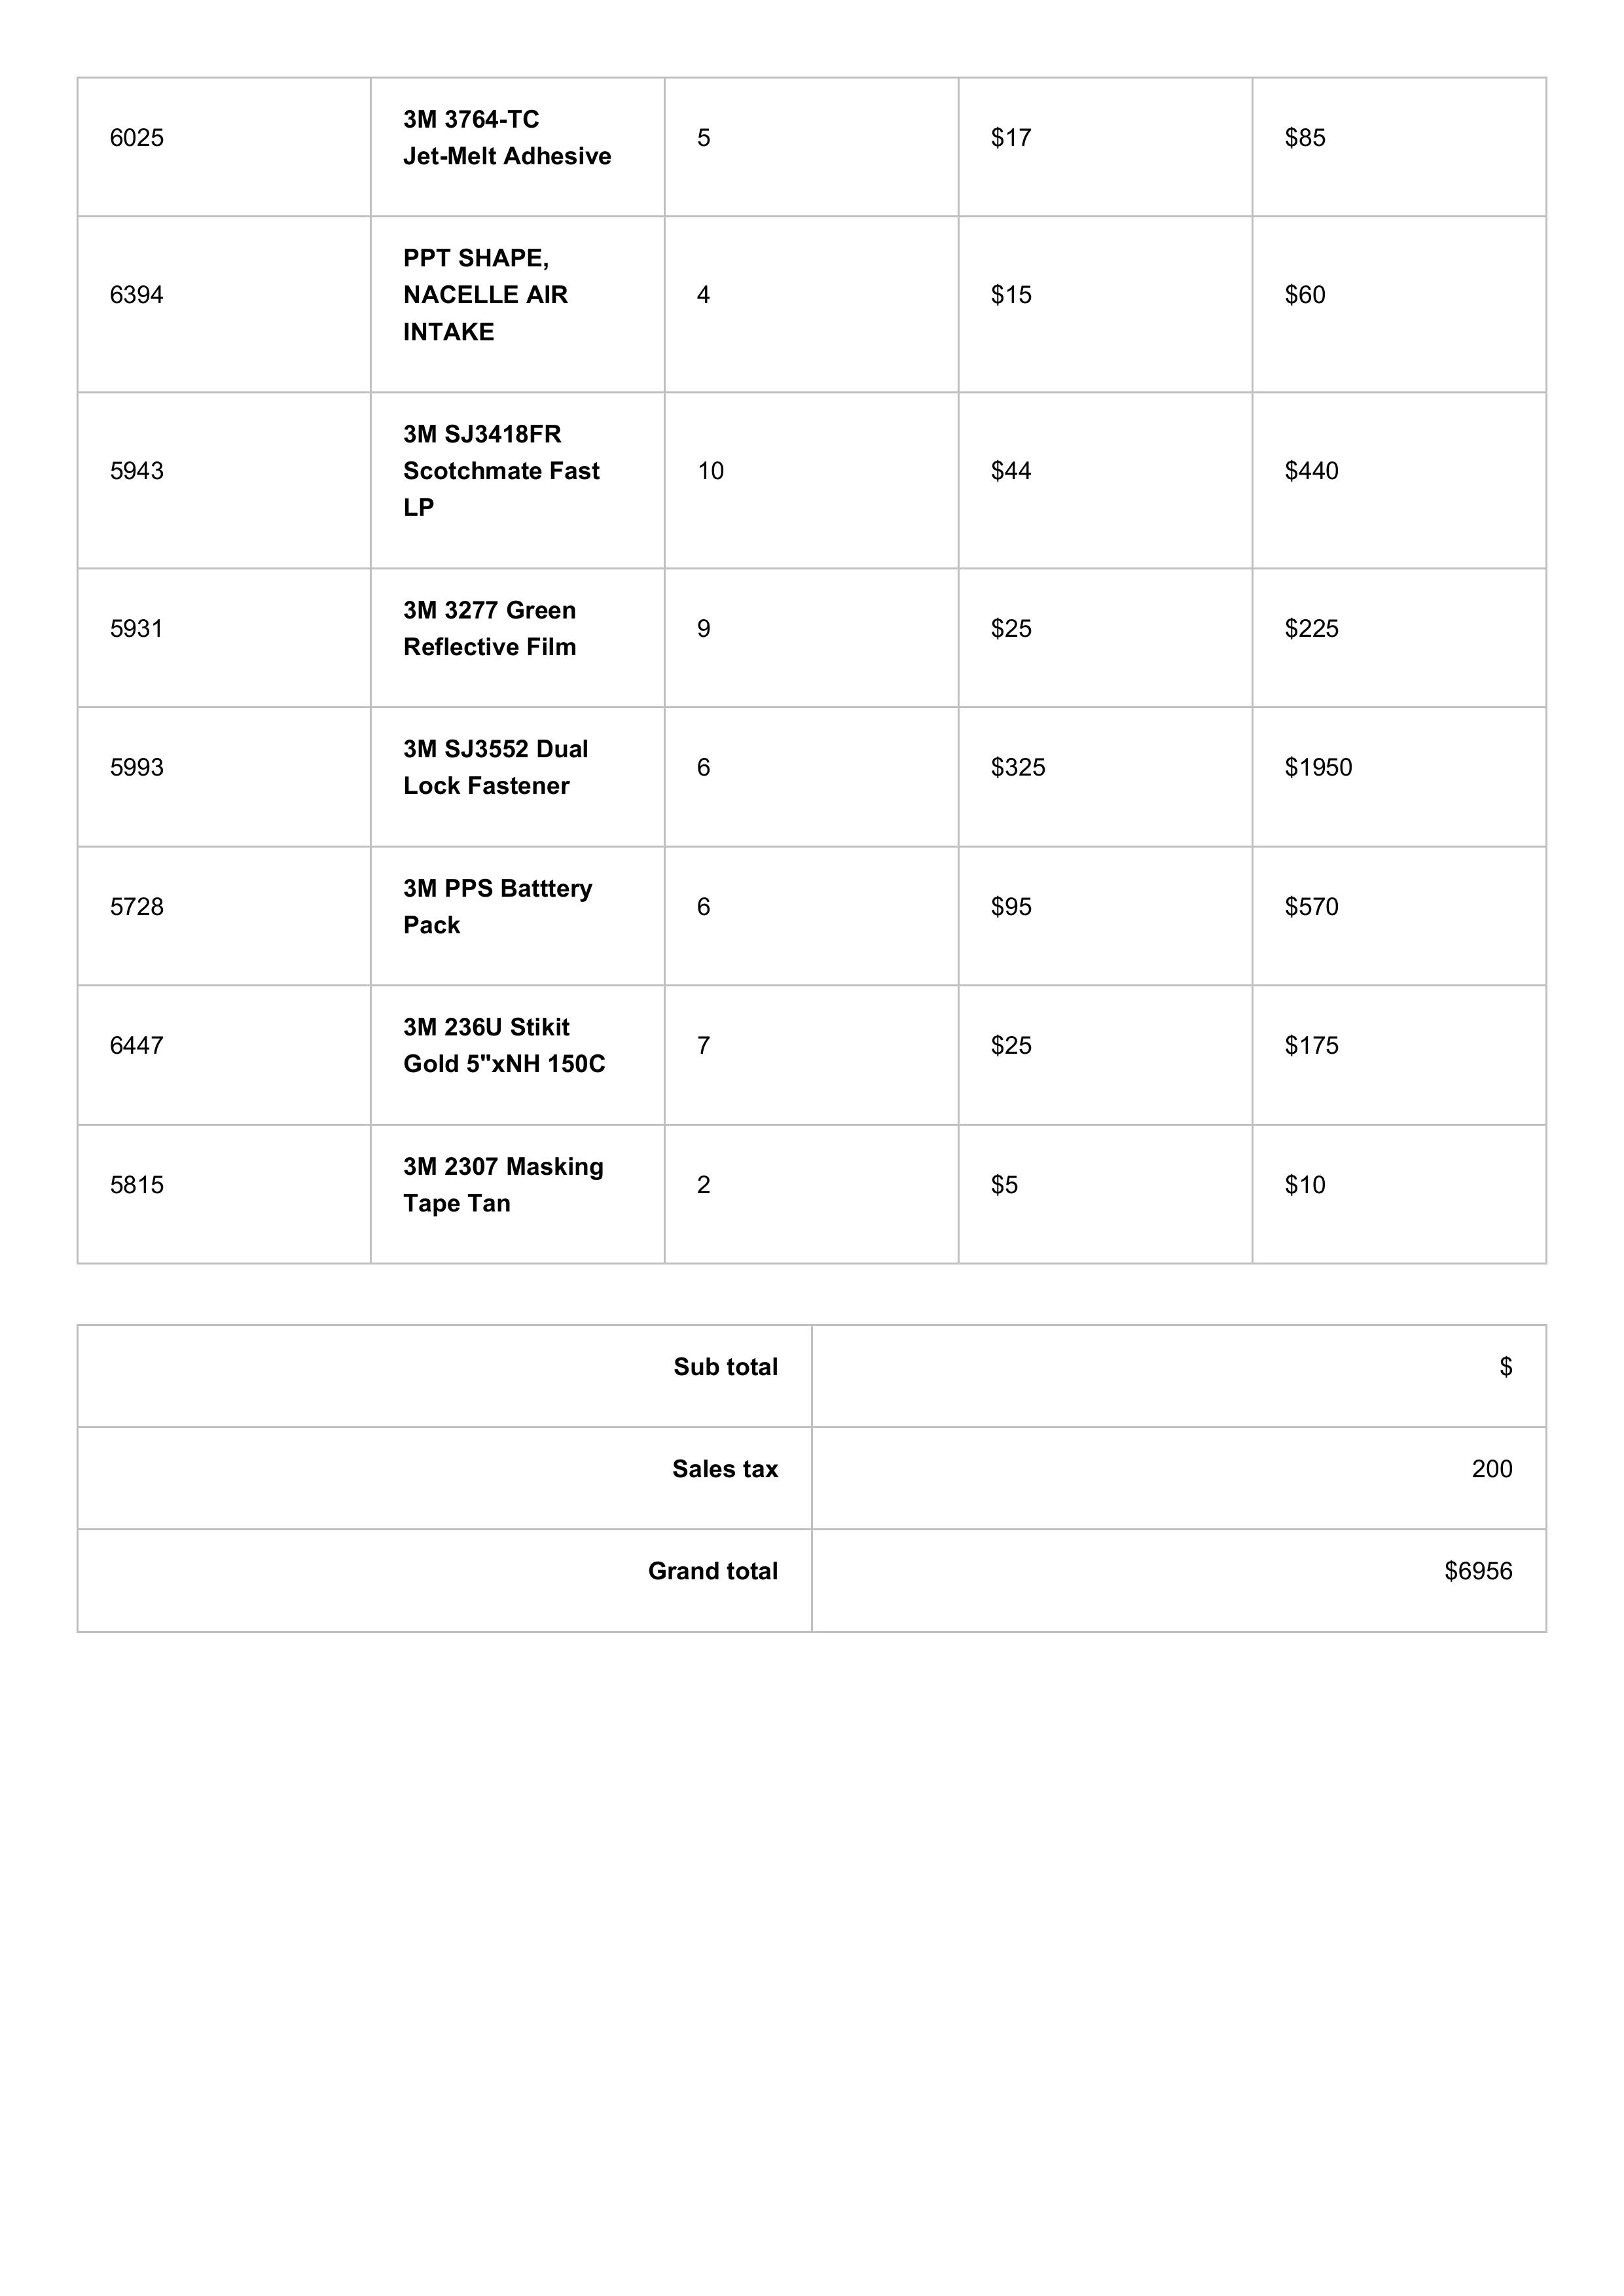 6025
3M 3764-TC
Jet-Melt Adhesive
5
$17
$85
6394
PPT SHAPE,
NACELLE AIR
INTAKE
4
$15
$60
5943
3M SJ3418FR
Scotchmate Fast
LP
10
$44
$440
5931
3M 3277 Green
Reflective Film
9
$25
$225
5993
3M SJ3552 Dual
Lock Fastener
6
$325
$1950
5728
3M PPS Batttery
Pack
6
$95
$570
6447
3M 236U Stikit
Gold 5"xNH 150C
7
$25
$175
5815
3M 2307 Masking
Tape Tan
2
$5
$10
Sub total
$
Sales tax
200
Grand total
$6956